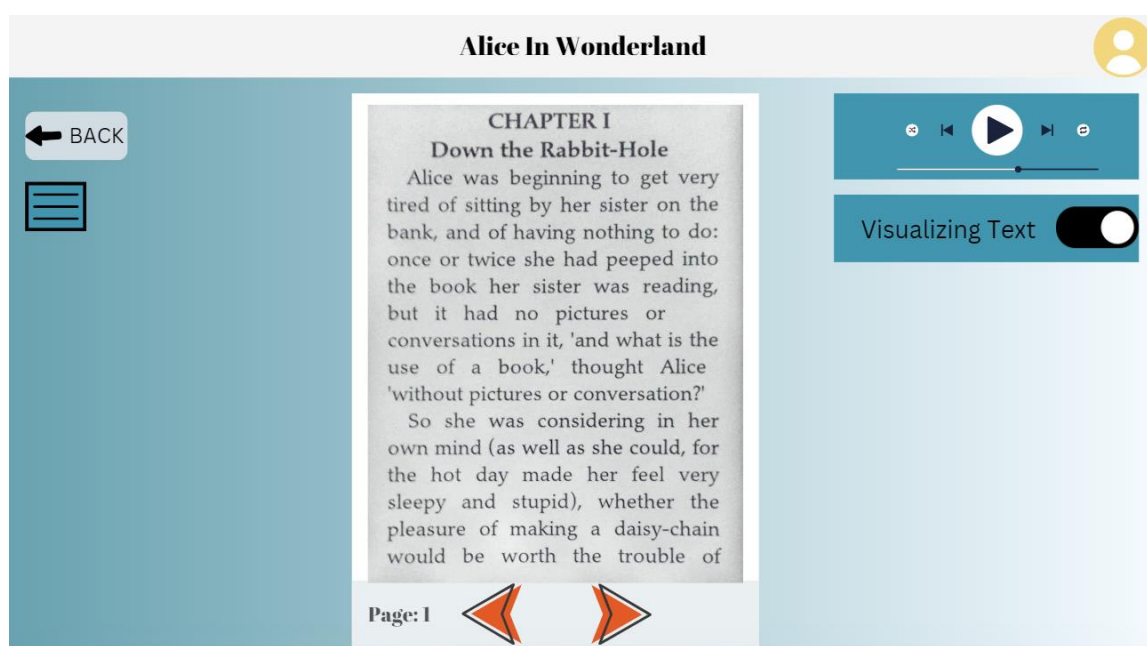 Alice In Wonderland
BACK
CHAPTER I
Down the Rabbit-Hole
Alice was beginning to get very
tired of sitting by her sister on the
bank, and of having nothing to do:
once or twice she had peeped into
the book her sister was reading,
but it had no pictures or
conversations in it, 'and what is the
use of a book,' thought Alice
'without pictures or conversation?'
So she was considering in her
own mind (as well as she could, for
the hot day made her feel very
sleepy and stupid), whether the
pleasure of making a daisy-chain
would be worth the trouble of
Page: 1
Visualizing Text